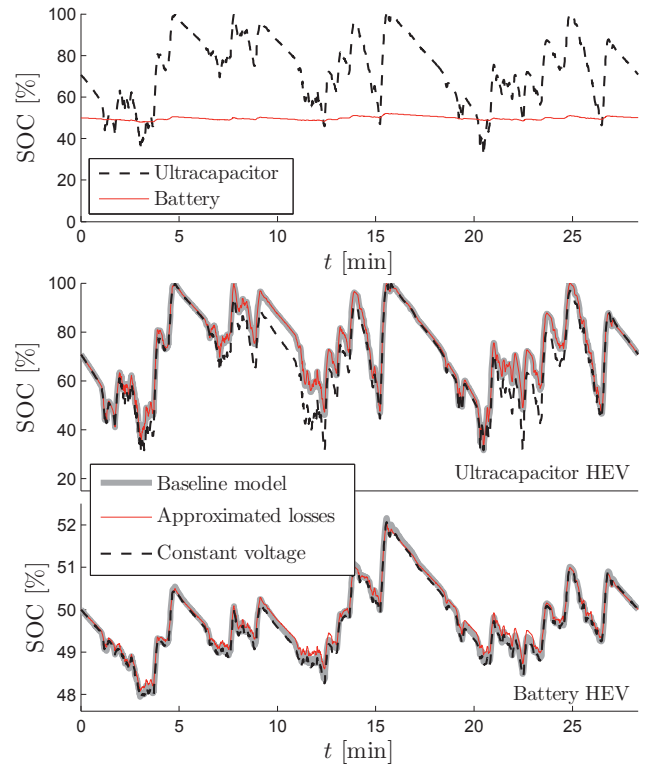 100
80
60
40
20
0
SOC [%]
Ultracapacitor
Battery
0 5 10 15 20 25
t [min]
100
80
60
40
20
SOC [%]
Ultracapacitor HEV
Baseline model
Approximated losses
Constant voltage
52
51
50
49
48
SOC [%]
Battery HEV
0 5 10 15 20 25
t [min]